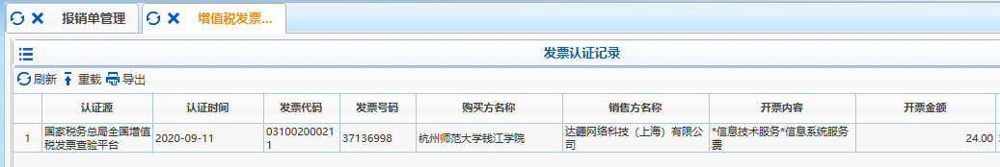 报销单管理 增值税发票...
发票认证记录
刷新 重载 导出
认证源 认证时间 发票代码 发票号码 购买方名称 销售方名称 开票内容 开票金额
1 国家税务总局全国增值税发票查验平台 2020-09-11 031002000211 37136998 杭州师范大学钱江学院 达疆网络科技（上海）有限公司 *信息技术服务*信息系统服务费 24.00